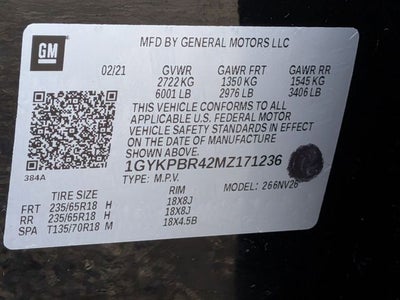 GM
MFD BY GENERAL MOTORS LLC
02/21 GVWR GAWR FRT GAWR RR
2722 KG 1350 KG 1545 KG
6001 LB 2976 LB 3406 LB
THIS VEHICLE CONFORMS TO ALL
APPLICABLE U.S. FEDERAL MOTOR
VEHICLE SAFETY STANDARDS IN EFFECT
ON THE DATE OF MANUFACTURE
SHOWN ABOVE.
384A
1GYKPBR42MZ171236
TYPE: M.P.V. MODEL: 266NV26
TIRE SIZE RIM
FRT 235/65R18 H 18X8J
RR 235/65R18 H 18X8J
SPA T135/70R18 M 18X4.5B